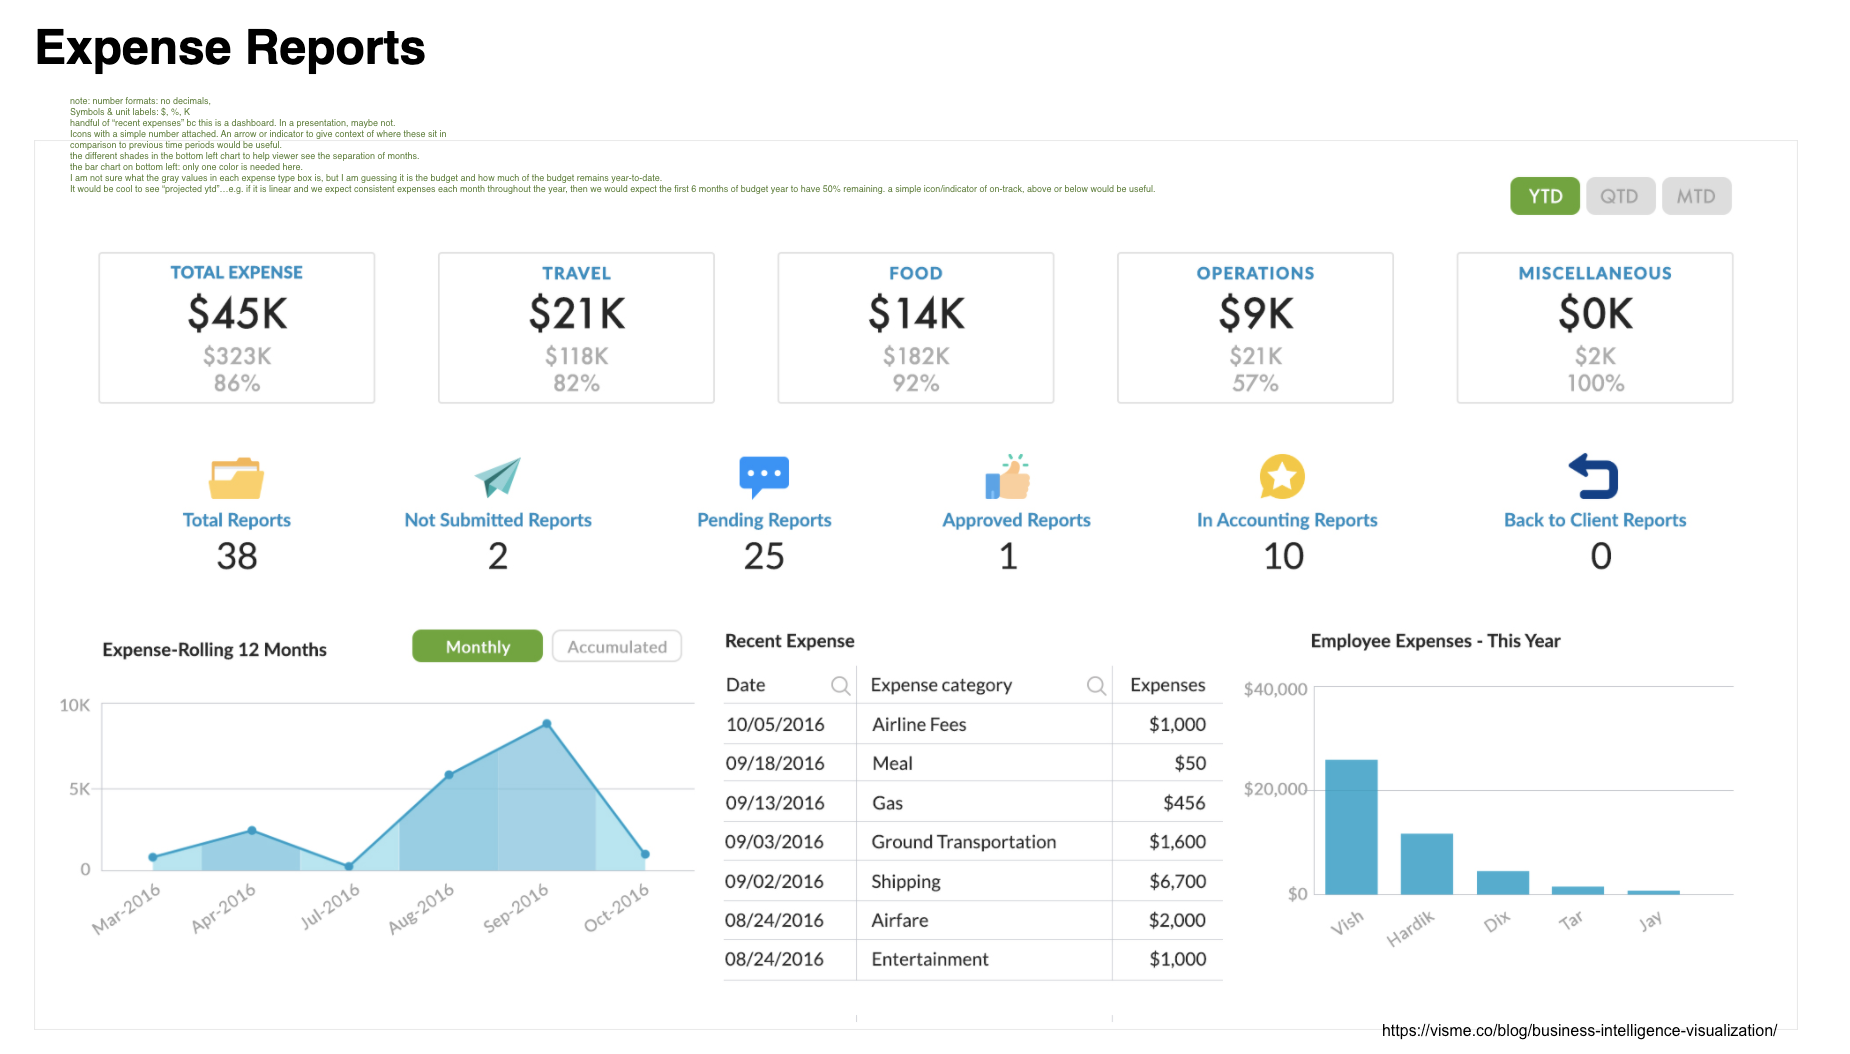 Expense Reports
note: number formats: no decimals,
Symbols & unit labels: $, %, K
handful of “recent expenses” bc this is a dashboard. In a presentation, maybe not.
Icons with a simple number attached. An arrow or indicator to give context of where these sit in
comparison to previous time periods would be useful.
the different shades in the bottom left chart to help viewer see the separation of months.
the bar chart on bottom left: only one color is needed here.
I am not sure what the gray values in each expense type box is, but I am guessing it is the budget and how much of the budget remains year-to-date.
It would be cool to see “projected ytd”…e.g. if it is linear and we expect consistent expenses each month throughout the year, then we would expect the first 6 months of budget year to have 50% remaining. a simple icon/indicator of on-track, above or below would be useful.
YTD QTD MTD
TOTAL EXPENSE
$45K
$323K
86%
TRAVEL
$21K
$118K
82%
FOOD
$14K
$182K
92%
OPERATIONS
$9K
$21K
57%
MISCELLANEOUS
$0K
$2K
100%
Total Reports
38
Not Submitted Reports
2
Pending Reports
25
Approved Reports
1
In Accounting Reports
10
Back to Client Reports
0
Expense-Rolling 12 Months
Monthly Accumulated
10K
5K
0
Mar-2016 Apr-2016 Jul-2016 Aug-2016 Sep-2016 Oct-2016
Recent Expense
Date Expense category Expenses
10/05/2016 Airline Fees $1,000
09/18/2016 Meal $50
09/13/2016 Gas $456
09/03/2016 Ground Transportation $1,600
09/02/2016 Shipping $6,700
08/24/2016 Airfare $2,000
08/24/2016 Entertainment $1,000
Employee Expenses - This Year
$40,000
$20,000
$0
Vish Hardik Dix Tar Jay
https://visme.co/blog/business-intelligence-visualization/